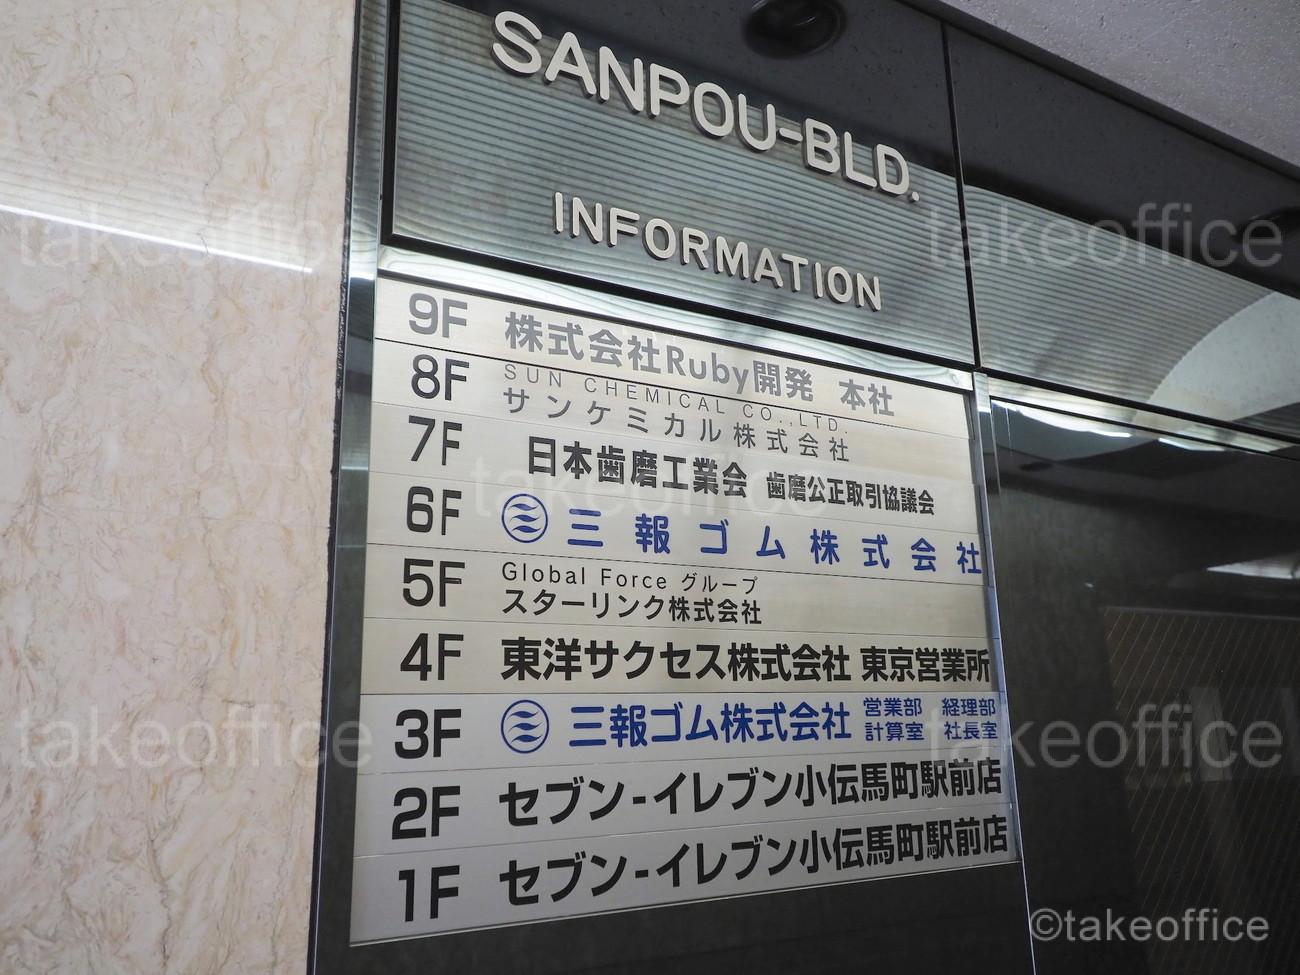 SANPOU-BLD.
INFORMATION
9F 株式会社Ruby開発 本社
8F SUN CHEMICAL CO.,LTD.
サンケミカル株式会社
7F 日本歯磨工業会 歯磨公正取引協議会
6F 三報ゴム株式会社
5F Global Force グループ
スターリンク株式会社
4F 東洋サクセス株式会社 東京営業所
3F 三報ゴム株式会社 営業部 経理部
計算室 社長室
2F セブン-イレブン小伝馬町駅前店
1F セブン-イレブン小伝馬町駅前店
takeoffice
takeoffice
takeoffice
takeoffice
takeoffice
©takeoffice